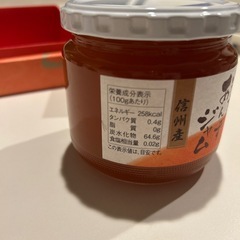 栄養成分表示
(100gあたり)
エネルギー 258kcal
タンパク質 0.4g
脂質 0g
炭水化物 64.6g
食塩相当量 0.02g
この表示値は、目安です。
信州産
あん
ジャム